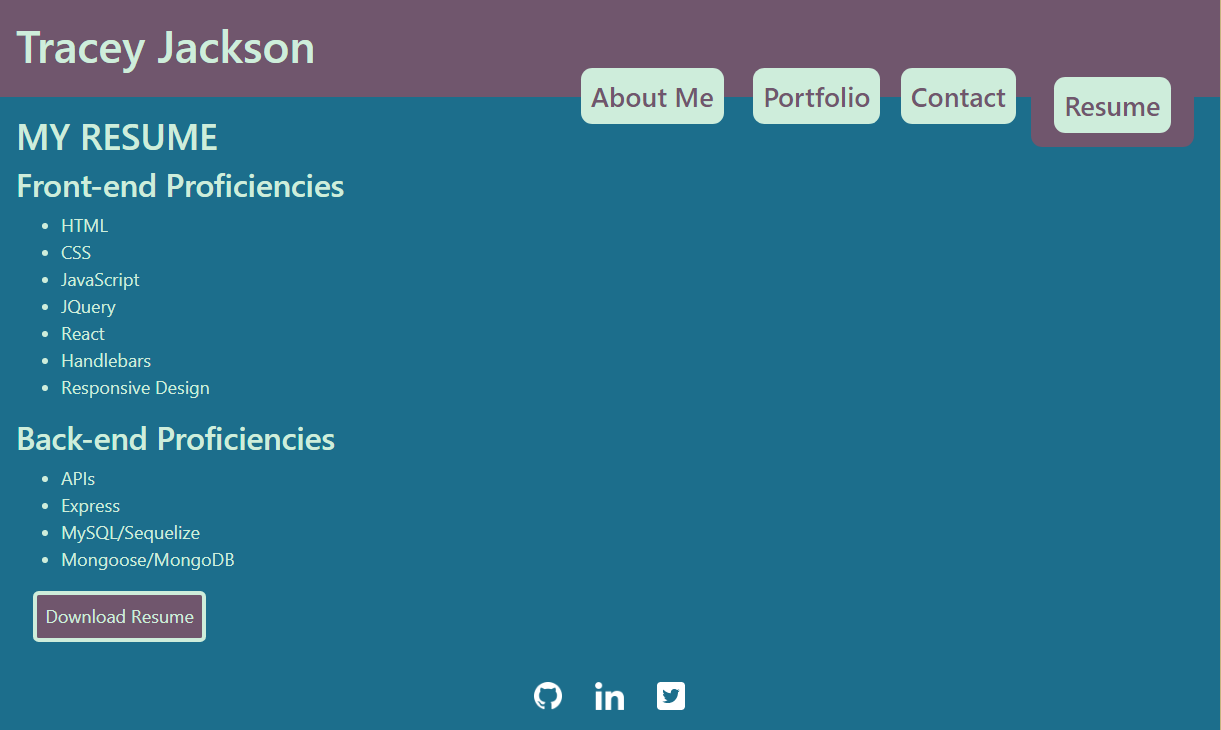 Tracey Jackson
About Me
Portfolio
Contact
Resume
MY RESUME
Front-end Proficiencies
HTML
CSS
JavaScript
JQuery
React
Handlebars
Responsive Design
Back-end Proficiencies
APIs
Express
MySQL/Sequelize
Mongoose/MongoDB
Download Resume
in